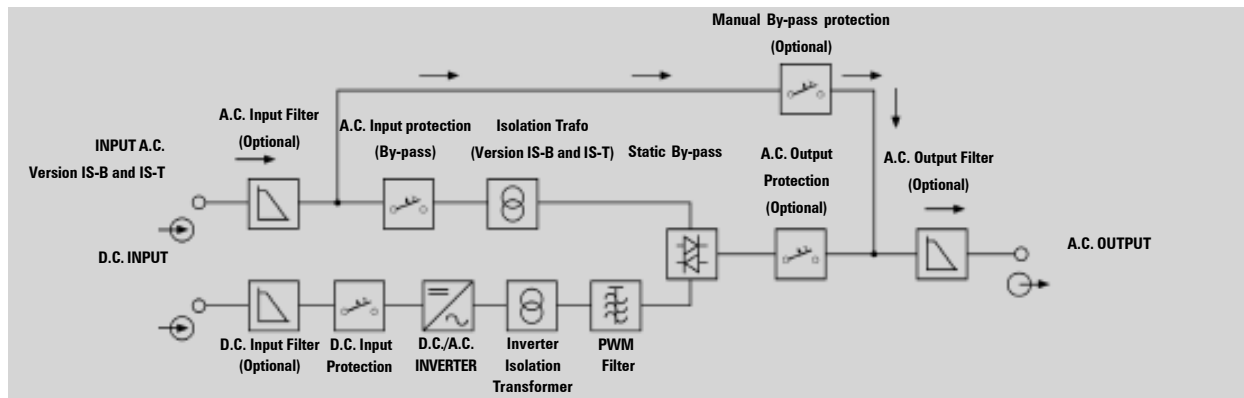 Manual By-pass protection
(Optional)
A.C. Input Filter
(Optional)
INPUT A.C.
Version IS-B and IS-T
A.C. Input protection
(By-pass)
Isolation Trafo
(Version IS-B and IS-T)
Static By-pass
A.C. Output
Protection
(Optional)
A.C. Output Filter
(Optional)
D.C. INPUT
A.C. OUTPUT
D.C. Input Filter
(Optional)
D.C. Input
Protection
D.C./A.C.
INVERTER
Inverter
Isolation
Transformer
PWM
Filter